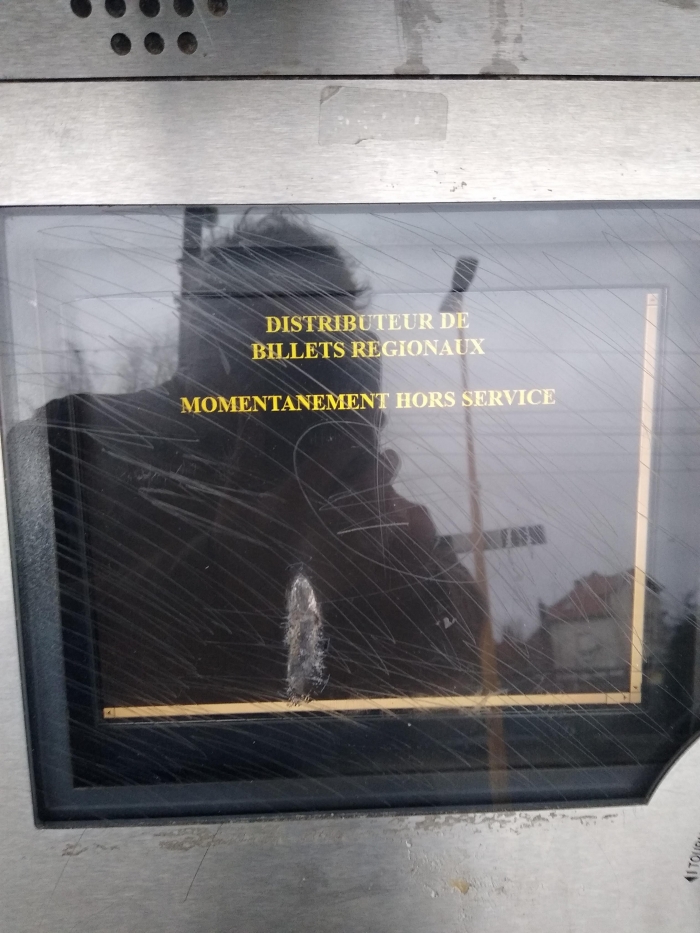 DISTRIBUTEUR DE
BILLETS REGIONAUX
MOMENTANEMENT HORS SERVICE